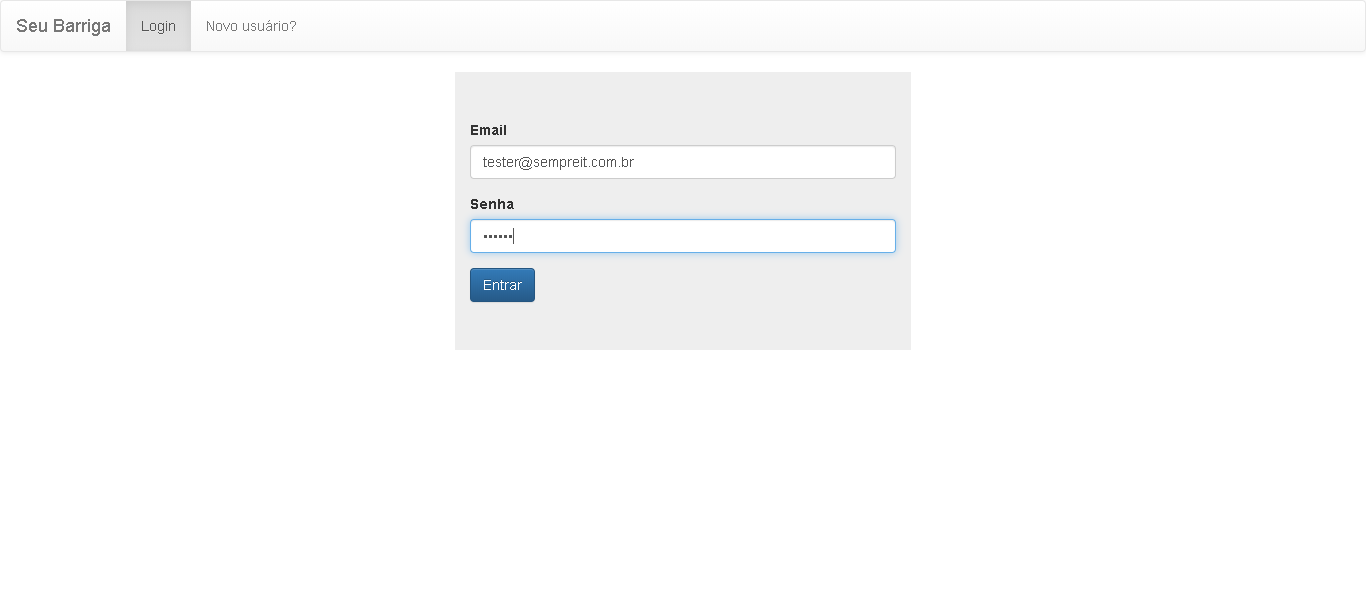 Seu Barriga Login Novo usuário?
Email
tester@sempreit.com.br
Senha
••••••
Entrar